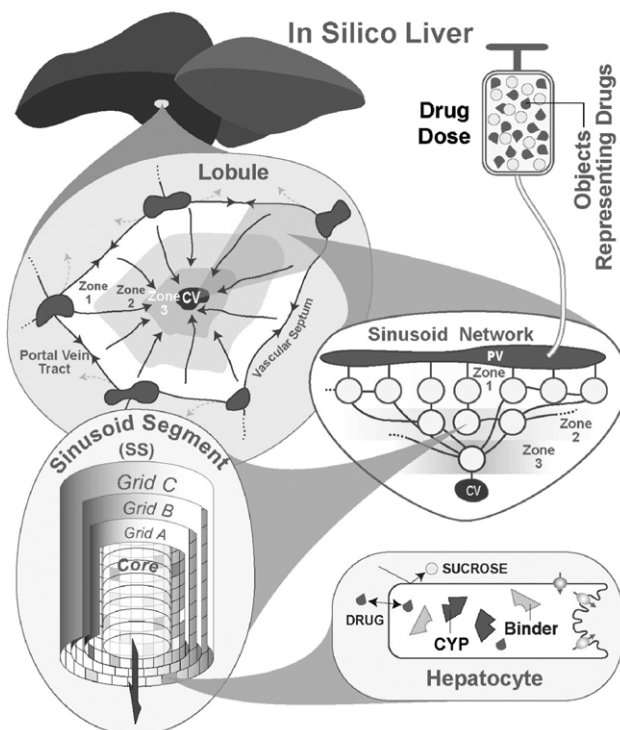 In Silico Liver
Drug
Dose
Objects
Representing Drugs
Lobule
Zone
1
Zone
2
Zone
3
CV
Portal Vein
Tract
Vascular Septum
Sinusoid Network
PV
Zone
1
Zone
2
Zone
3
CV
Sinusoid Segment
(SS)
Grid C
Grid B
Grid A
Core
SUCROSE
DRUG
CYP
Binder
Hepatocyte